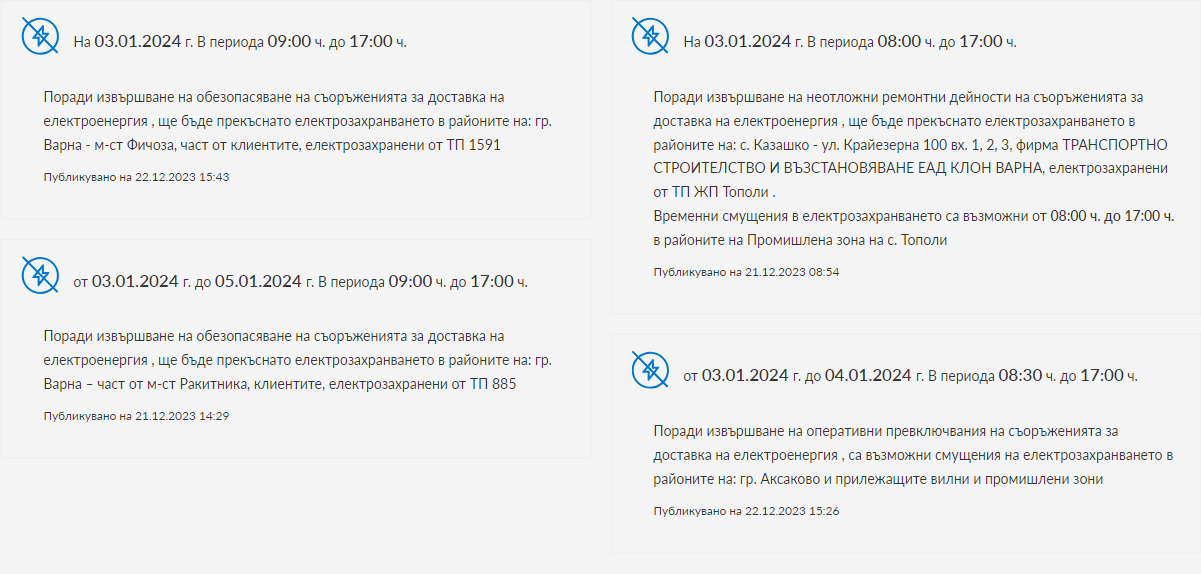 На 03.01.2024 г. В периода 09:00 ч. до 17:00 ч.
Поради извършване на обезопасяване на съоръженията за доставка на
електроенергия , ще бъде прекъснато електрозахранването в районите на: гр.
Варна - м-ст Фичоза, част от клиентите, електрозахранени от ТП 1591
Публикувано на 22.12.2023 15:43
от 03.01.2024 г. до 05.01.2024 г. В периода 09:00 ч. до 17:00 ч.
Поради извършване на обезопасяване на съоръженията за доставка на
електроенергия , ще бъде прекъснато електрозахранването в районите на: гр.
Варна – част от м-ст Ракитника, клиентите, електрозахранени от ТП 885
Публикувано на 21.12.2023 14:29
На 03.01.2024 г. В периода 08:00 ч. до 17:00 ч.
Поради извършване на неотложни ремонтни дейности на съоръженията за
доставка на електроенергия , ще бъде прекъснато електрозахранването в
районите на: с. Казашко - ул. Крайезерна 100 вх. 1, 2, 3, фирма ТРАНСПОРТНО
СТРОИТЕЛСТВО И ВЪЗСТАНОВЯВАНЕ ЕАД КЛОН ВАРНА, електрозахранени
от ТП ЖП Тополи .
Временни смущения в електрозахранването са възможни от 08:00 ч. до 17:00 ч.
в районите на Промишлена зона на с. Тополи
Публикувано на 21.12.2023 08:54
от 03.01.2024 г. до 04.01.2024 г. В периода 08:30 ч. до 17:00 ч.
Поради извършване на оперативни превключвания на съоръженията за
доставка на електроенергия , са възможни смущения на електрозахранването в
районите на: гр. Аксаково и прилежащите вилни и промишлени зони
Публикувано на 22.12.2023 15:26